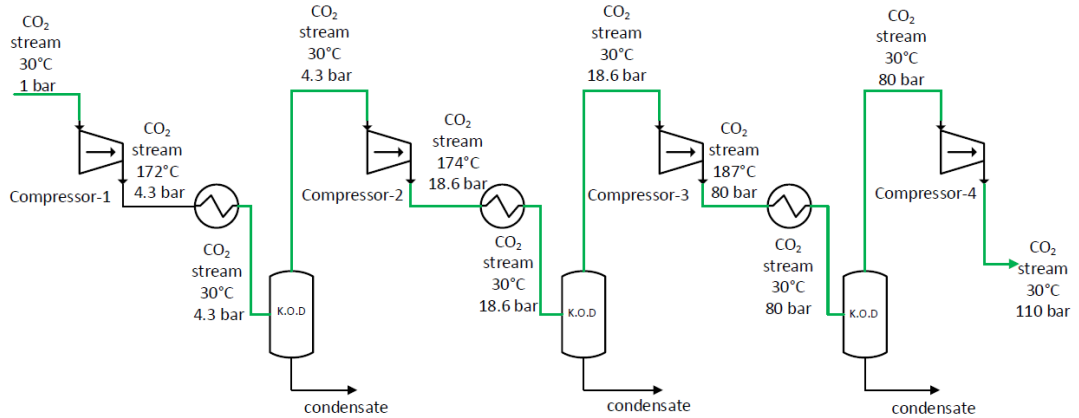 CO₂
stream
30°C
1 bar
CO₂
stream
172°C
4.3 bar
Compressor-1
CO₂
stream
30°C
4.3 bar
K.O.D
condensate
CO₂
stream
30°C
4.3 bar
CO₂
stream
174°C
18.6 bar
Compressor-2
CO₂
stream
30°C
18.6 bar
K.O.D
condensate
CO₂
stream
30°C
18.6 bar
CO₂
stream
187°C
80 bar
Compressor-3
CO₂
stream
30°C
80 bar
K.O.D
condensate
CO₂
stream
30°C
80 bar
Compressor-4
CO₂
stream
30°C
110 bar